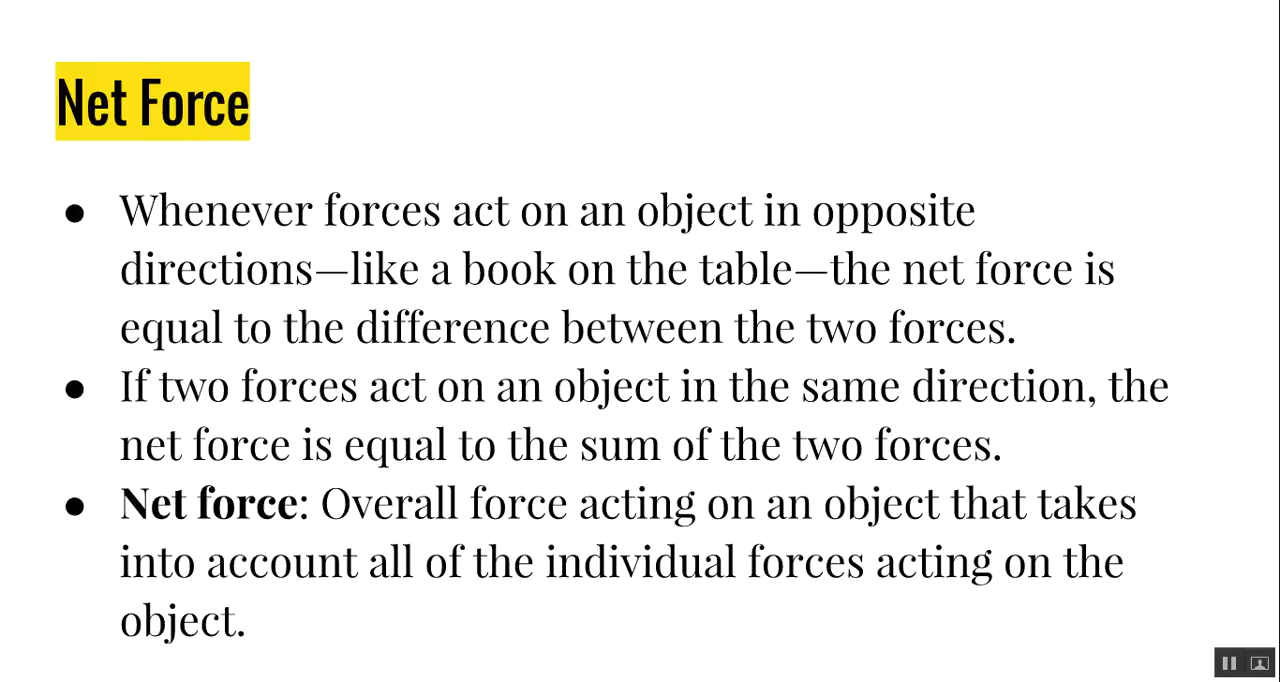 Net Force
● Whenever forces act on an object in opposite
directions—like a book on the table—the net force is
equal to the difference between the two forces.
● If two forces act on an object in the same direction, the
net force is equal to the sum of the two forces.
● Net force: Overall force acting on an object that takes
into account all of the individual forces acting on the
object.